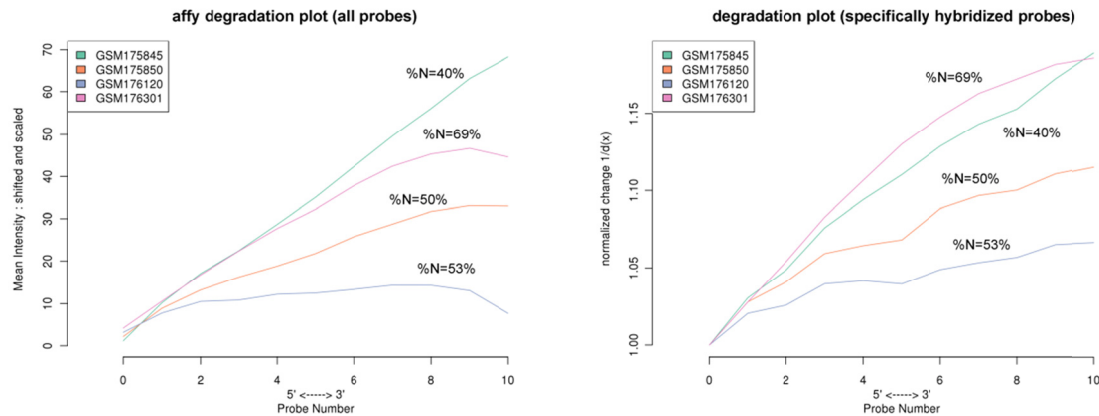 affy degradation plot (all probes)
GSM175845
GSM175850
GSM176120
GSM176301
%N=40%
%N=69%
%N=50%
%N=53%
Mean Intensity : shifted and scaled
0
10
20
30
40
50
60
70
0 2 4 6 8 10
5' <-----> 3'
Probe Number
degradation plot (specifically hybridized probes)
GSM175845
GSM175850
GSM176120
GSM176301
%N=69%
%N=40%
%N=50%
%N=53%
normalized change 1/d(x)
1.00
1.05
1.10
1.15
0 2 4 6 8 10
5' <-----> 3'
Probe Number